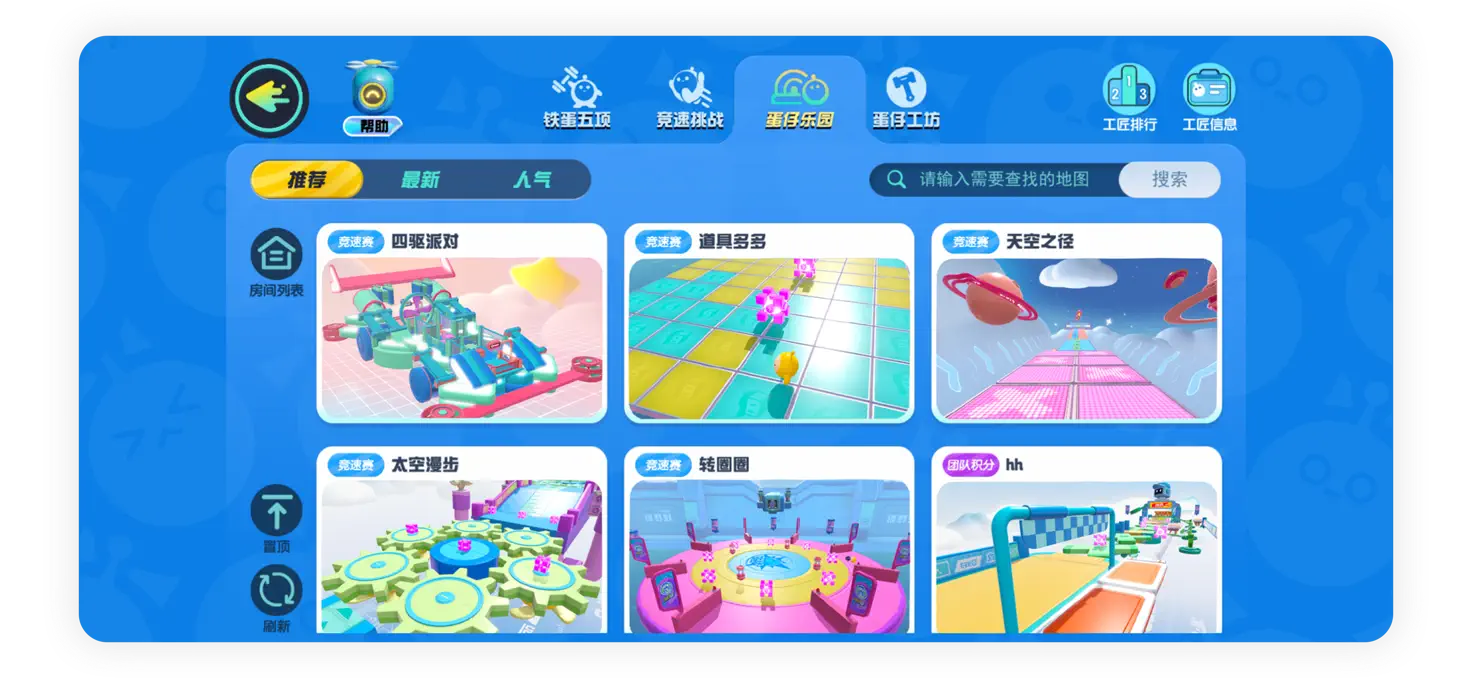 帮助
铁蛋五项
竞速挑战
蛋仔乐园
蛋仔工坊
1
2
3
工匠排行
工匠信息
推荐
最新
人气
请输入需要查找的地图
搜索
房间列表
竞速赛 四驱派对
竞速赛 道具多多
竞速赛 天空之径
竞速赛 太空漫步
竞速赛 转圈圈
团队积分 hh
置顶
刷新